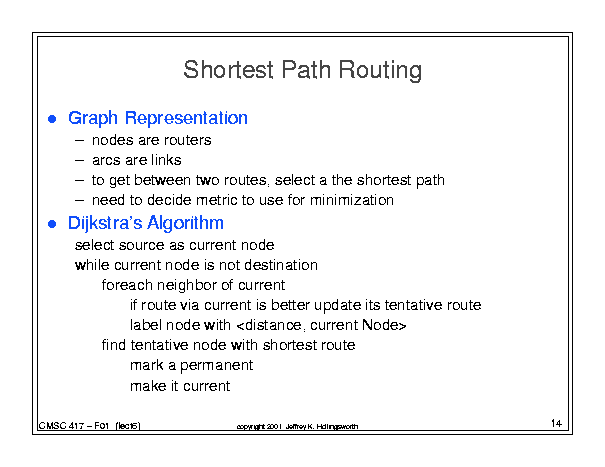 Shortest Path Routing
● Graph Representation
– nodes are routers
– arcs are links
– to get between two routes, select a the shortest path
– need to decide metric to use for minimization
● Dijkstra's Algorithm
select source as current node
while current node is not destination
foreach neighbor of current
if route via current is better update its tentative route
label node with <distance, current Node>
find tentative node with shortest route
mark a permanent
make it current
CMSC 417 – F01 (lect6)
copyright 2001 Jeffrey K. Hollingsworth
14